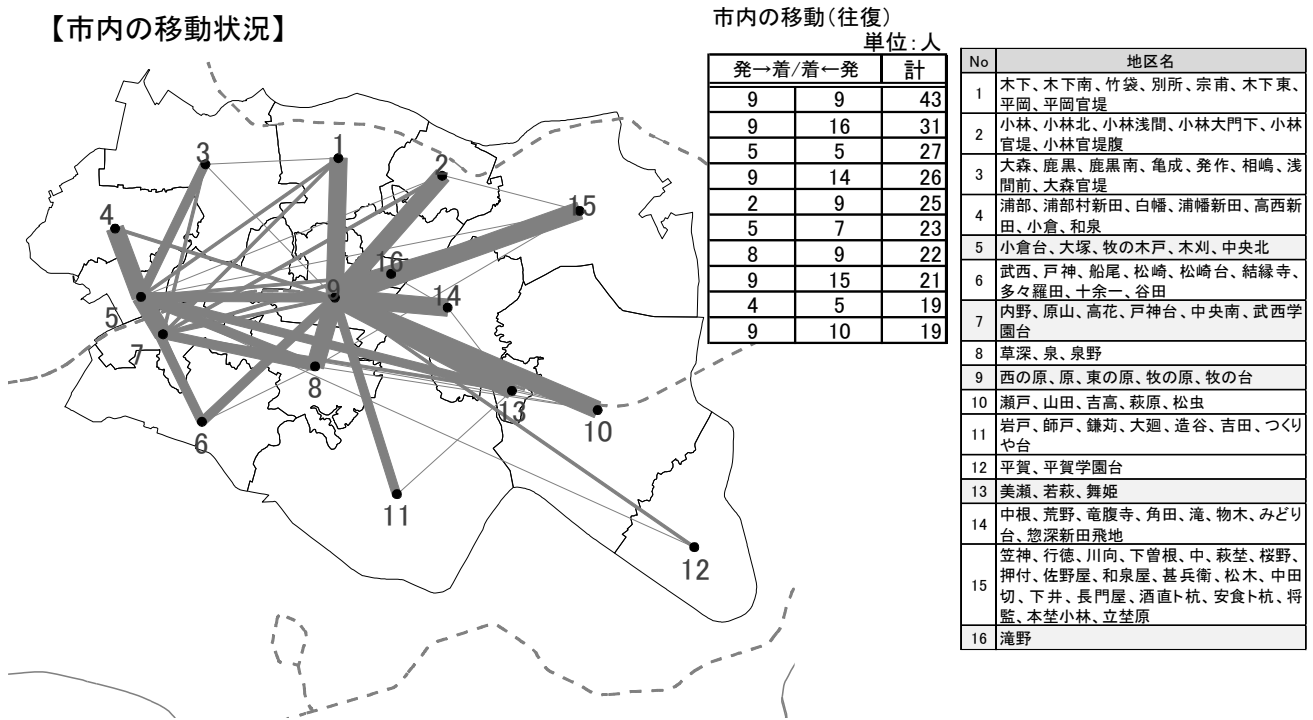 【市内の移動状況】
1
2
3
4
15
16
9
14
5
7
8
13
10
6
11
12
市内の移動（往復）
単位：人
発→着/着←発 計
9 9 43
9 16 31
5 5 27
9 14 26
2 9 25
5 7 23
8 9 22
9 15 21
4 5 19
9 10 19
No 地区名
1 木下、木下南、竹袋、別所、宗甫、木下東、
平岡、平岡官堤
2 小林、小林北、小林浅間、小林大門下、小林
官堤、小林官堤腹
3 大森、鹿黒、鹿黒南、亀成、発作、相嶋、浅
間前、大森官堤
4 浦部、浦部村新田、白幡、浦幡新田、高西新
田、小倉、和泉
5 小倉台、大塚、牧の木戸、木刈、中央北
6 武西、戸神、船尾、松崎、松崎台、結縁寺、
多々羅田、十余一、谷田
7 内野、原山、高花、戸神台、中央南、武西学
園台
8 草深、泉、泉野
9 西の原、原、東の原、牧の原、牧の台
10 瀬戸、山田、吉高、萩原、松虫
11 岩戸、師戸、鎌苅、大廻、造谷、吉田、つくり
や台
12 平賀、平賀学園台
13 美瀬、若萩、舞姫
14 中根、荒野、竜腹寺、角田、滝、物木、みどり
台、惣深新田飛地
15 笠神、行徳、川向、下曽根、中、萩埜、桜野、
押付、佐野屋、和泉屋、甚兵衛、松木、中田
切、下井、長門屋、酒直ト杭、安食ト杭、将
監、本埜小林、立埜原
16 滝野